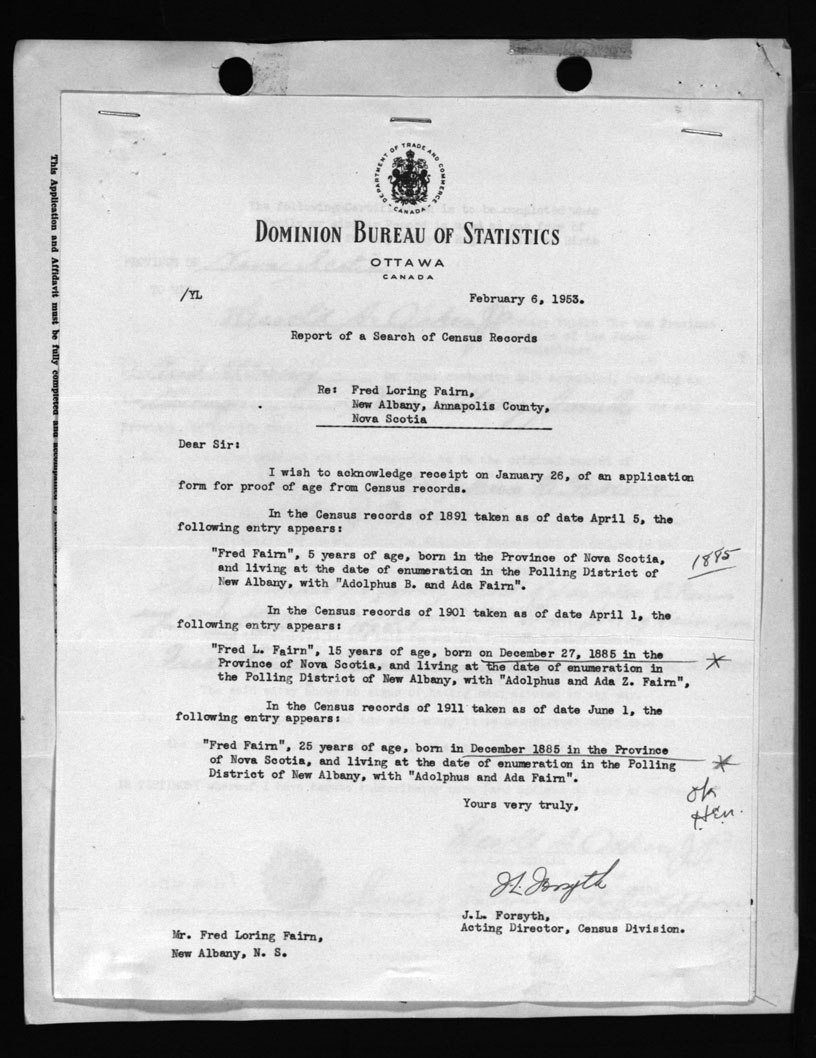 DEPARTMENT OF TRADE AND COMMERCE
CANADA
DOMINION BUREAU OF STATISTICS
OTTAWA
CANADA
/YL
February 6, 1953.
Report of a Search of Census Records
Re: Fred Loring Fairn,
New Albany, Annapolis County,
Nova Scotia
Dear Sir:
I wish to acknowledge receipt on January 26, of an application
form for proof of age from Census records.
In the Census records of 1891 taken as of date April 5, the
following entry appears:
"Fred Fairn", 5 years of age, born in the Province of Nova Scotia,
and living at the date of enumeration in the Polling District of
New Albany, with "Adolphus B. and Ada Fairn".
1885
In the Census records of 1901 taken as of date April 1, the
following entry appears:
"Fred L. Fairn", 15 years of age, born on December 27, 1885 in the
Province of Nova Scotia, and living at the date of enumeration in
the Polling District of New Albany, with "Adolphus and Ada Z. Fairn",
In the Census records of 1911 taken as of date June 1, the
following entry appears:
"Fred Fairn", 25 years of age, born in December 1885 in the Province
of Nova Scotia, and living at the date of enumeration in the Polling
District of New Albany, with "Adolphus and Ada Fairn".
ok
Yours very truly,
J.L. Forsyth
J.L. Forsyth,
Acting Director, Census Division.
Mr. Fred Loring Fairn,
New Albany, N. S.
This Application and Affidavit must be fully completed and accompanied